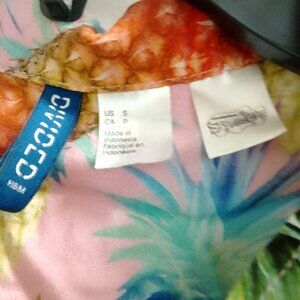 DIVIDED
H&M
US S
CA P
Made in
Indonesia
Fabriqué en
Indonésie